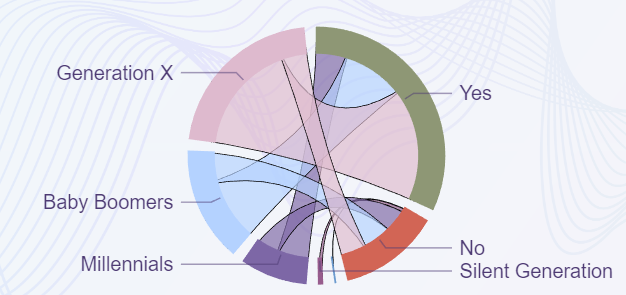 Generation X
Yes
Baby Boomers
No
Millennials
Silent Generation